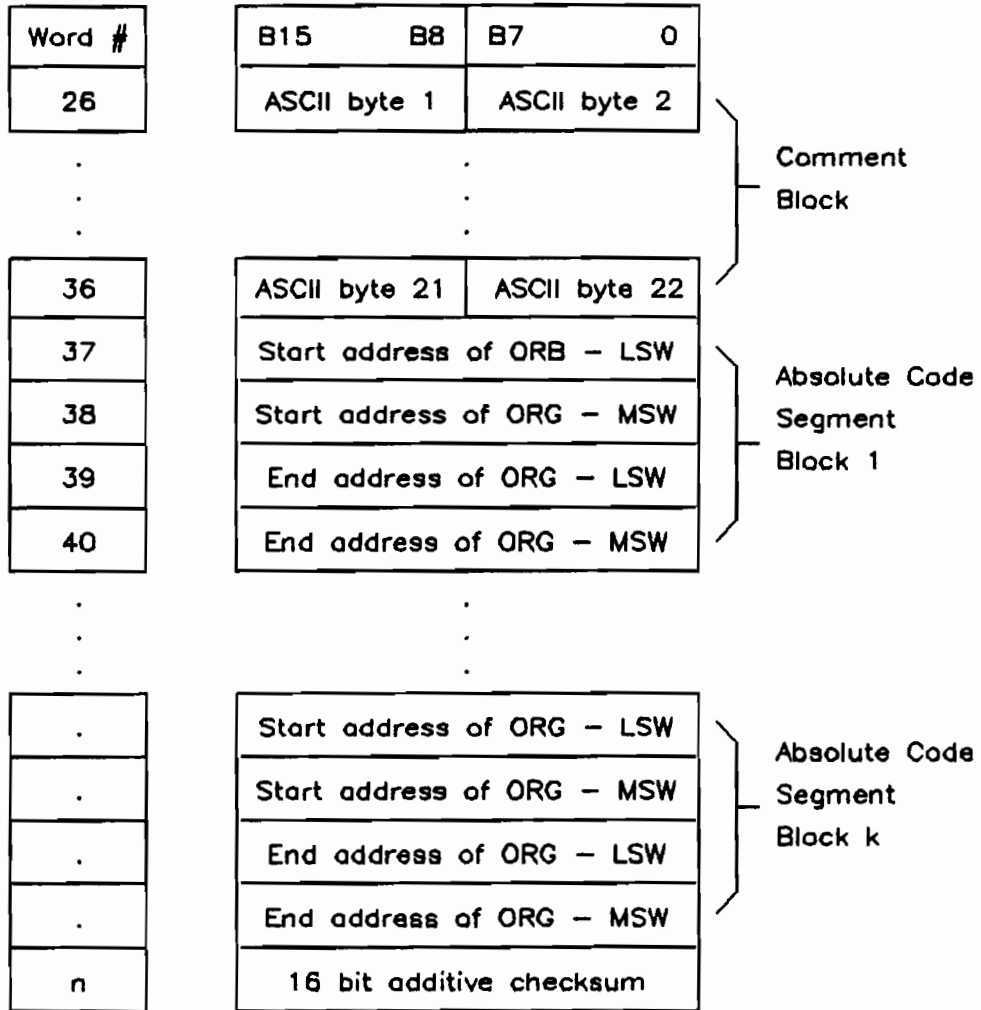 Word # B15 B8 B7 0
26 ASCII byte 1 ASCII byte 2
Comment
Block
36 ASCII byte 21 ASCII byte 22
37 Start address of ORB - LSW
38 Start address of ORG - MSW
39 End address of ORG - LSW
40 End address of ORG - MSW
Absolute Code
Segment
Block 1
Start address of ORG - LSW
Start address of ORG - MSW
End address of ORG - LSW
End address of ORG - MSW
Absolute Code
Segment
Block k
n 16 bit additive checksum